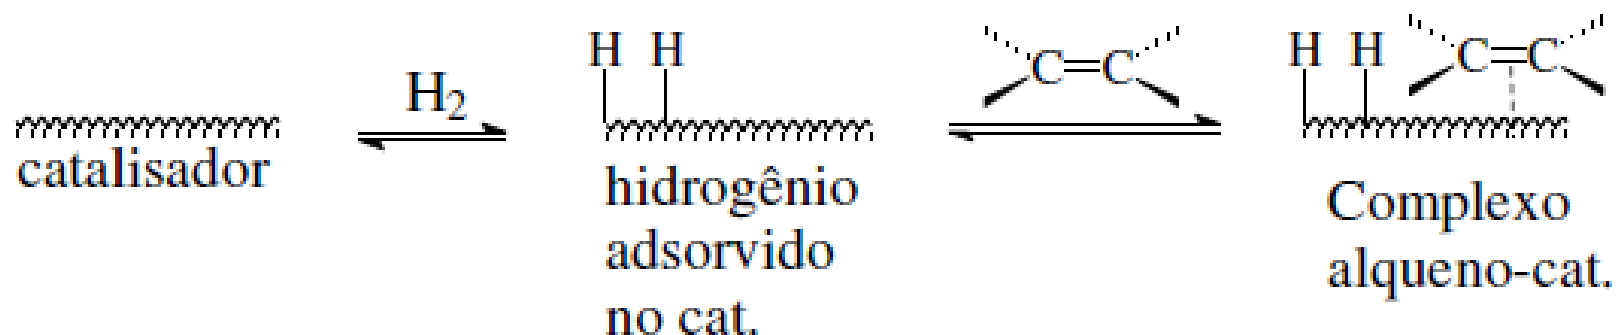 catalisador
H₂
H H
hidrogênio
adsorvido
no cat.
C=C
H H C=C
Complexo
alqueno-cat.